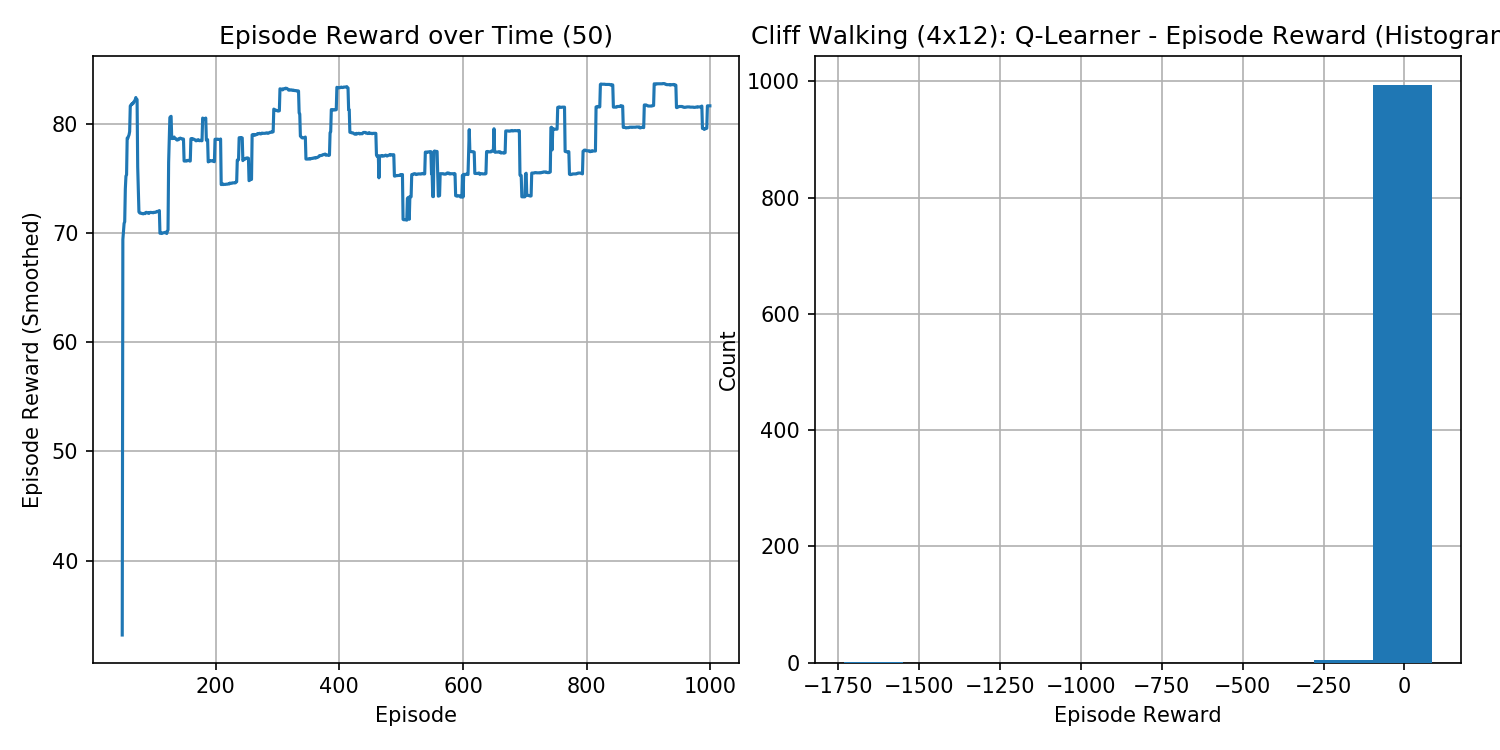 Episode Reward over Time (50)
Episode Reward (Smoothed)
80
70
60
50
40
200 400 600 800 1000
Episode
Cliff Walking (4x12): Q-Learner - Episode Reward (Histogram
Count
1000
800
600
400
200
0
−1750 −1500 −1250 −1000 −750 −500 −250 0
Episode Reward